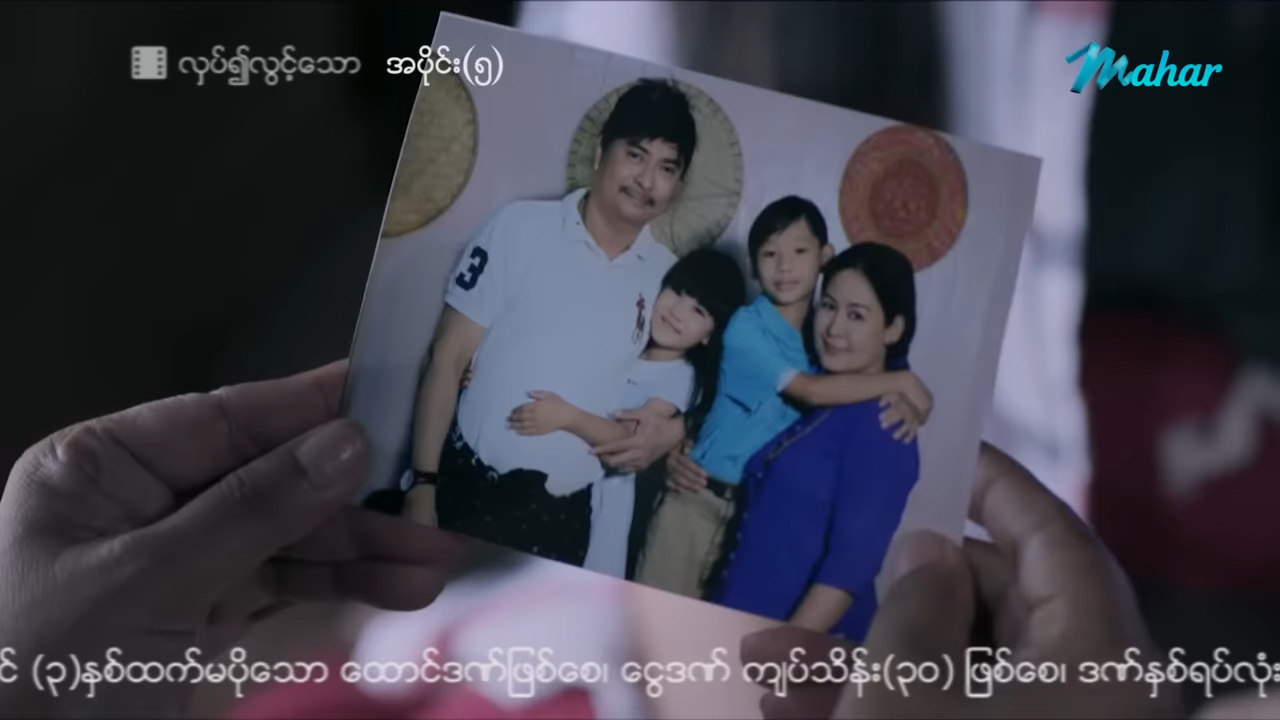 လှပ်၍လွင့်သော အပိုင်း(၅)
Mahar
3
င် (၃)နှစ်ထက်မပိုသော ထောင်ဒဏ်ဖြစ်စေ၊ ငွေဒဏ် ကျပ်သိန်း(၃၀) ဖြစ်စေ၊ ဒဏ်နှစ်ရပ်လုံး